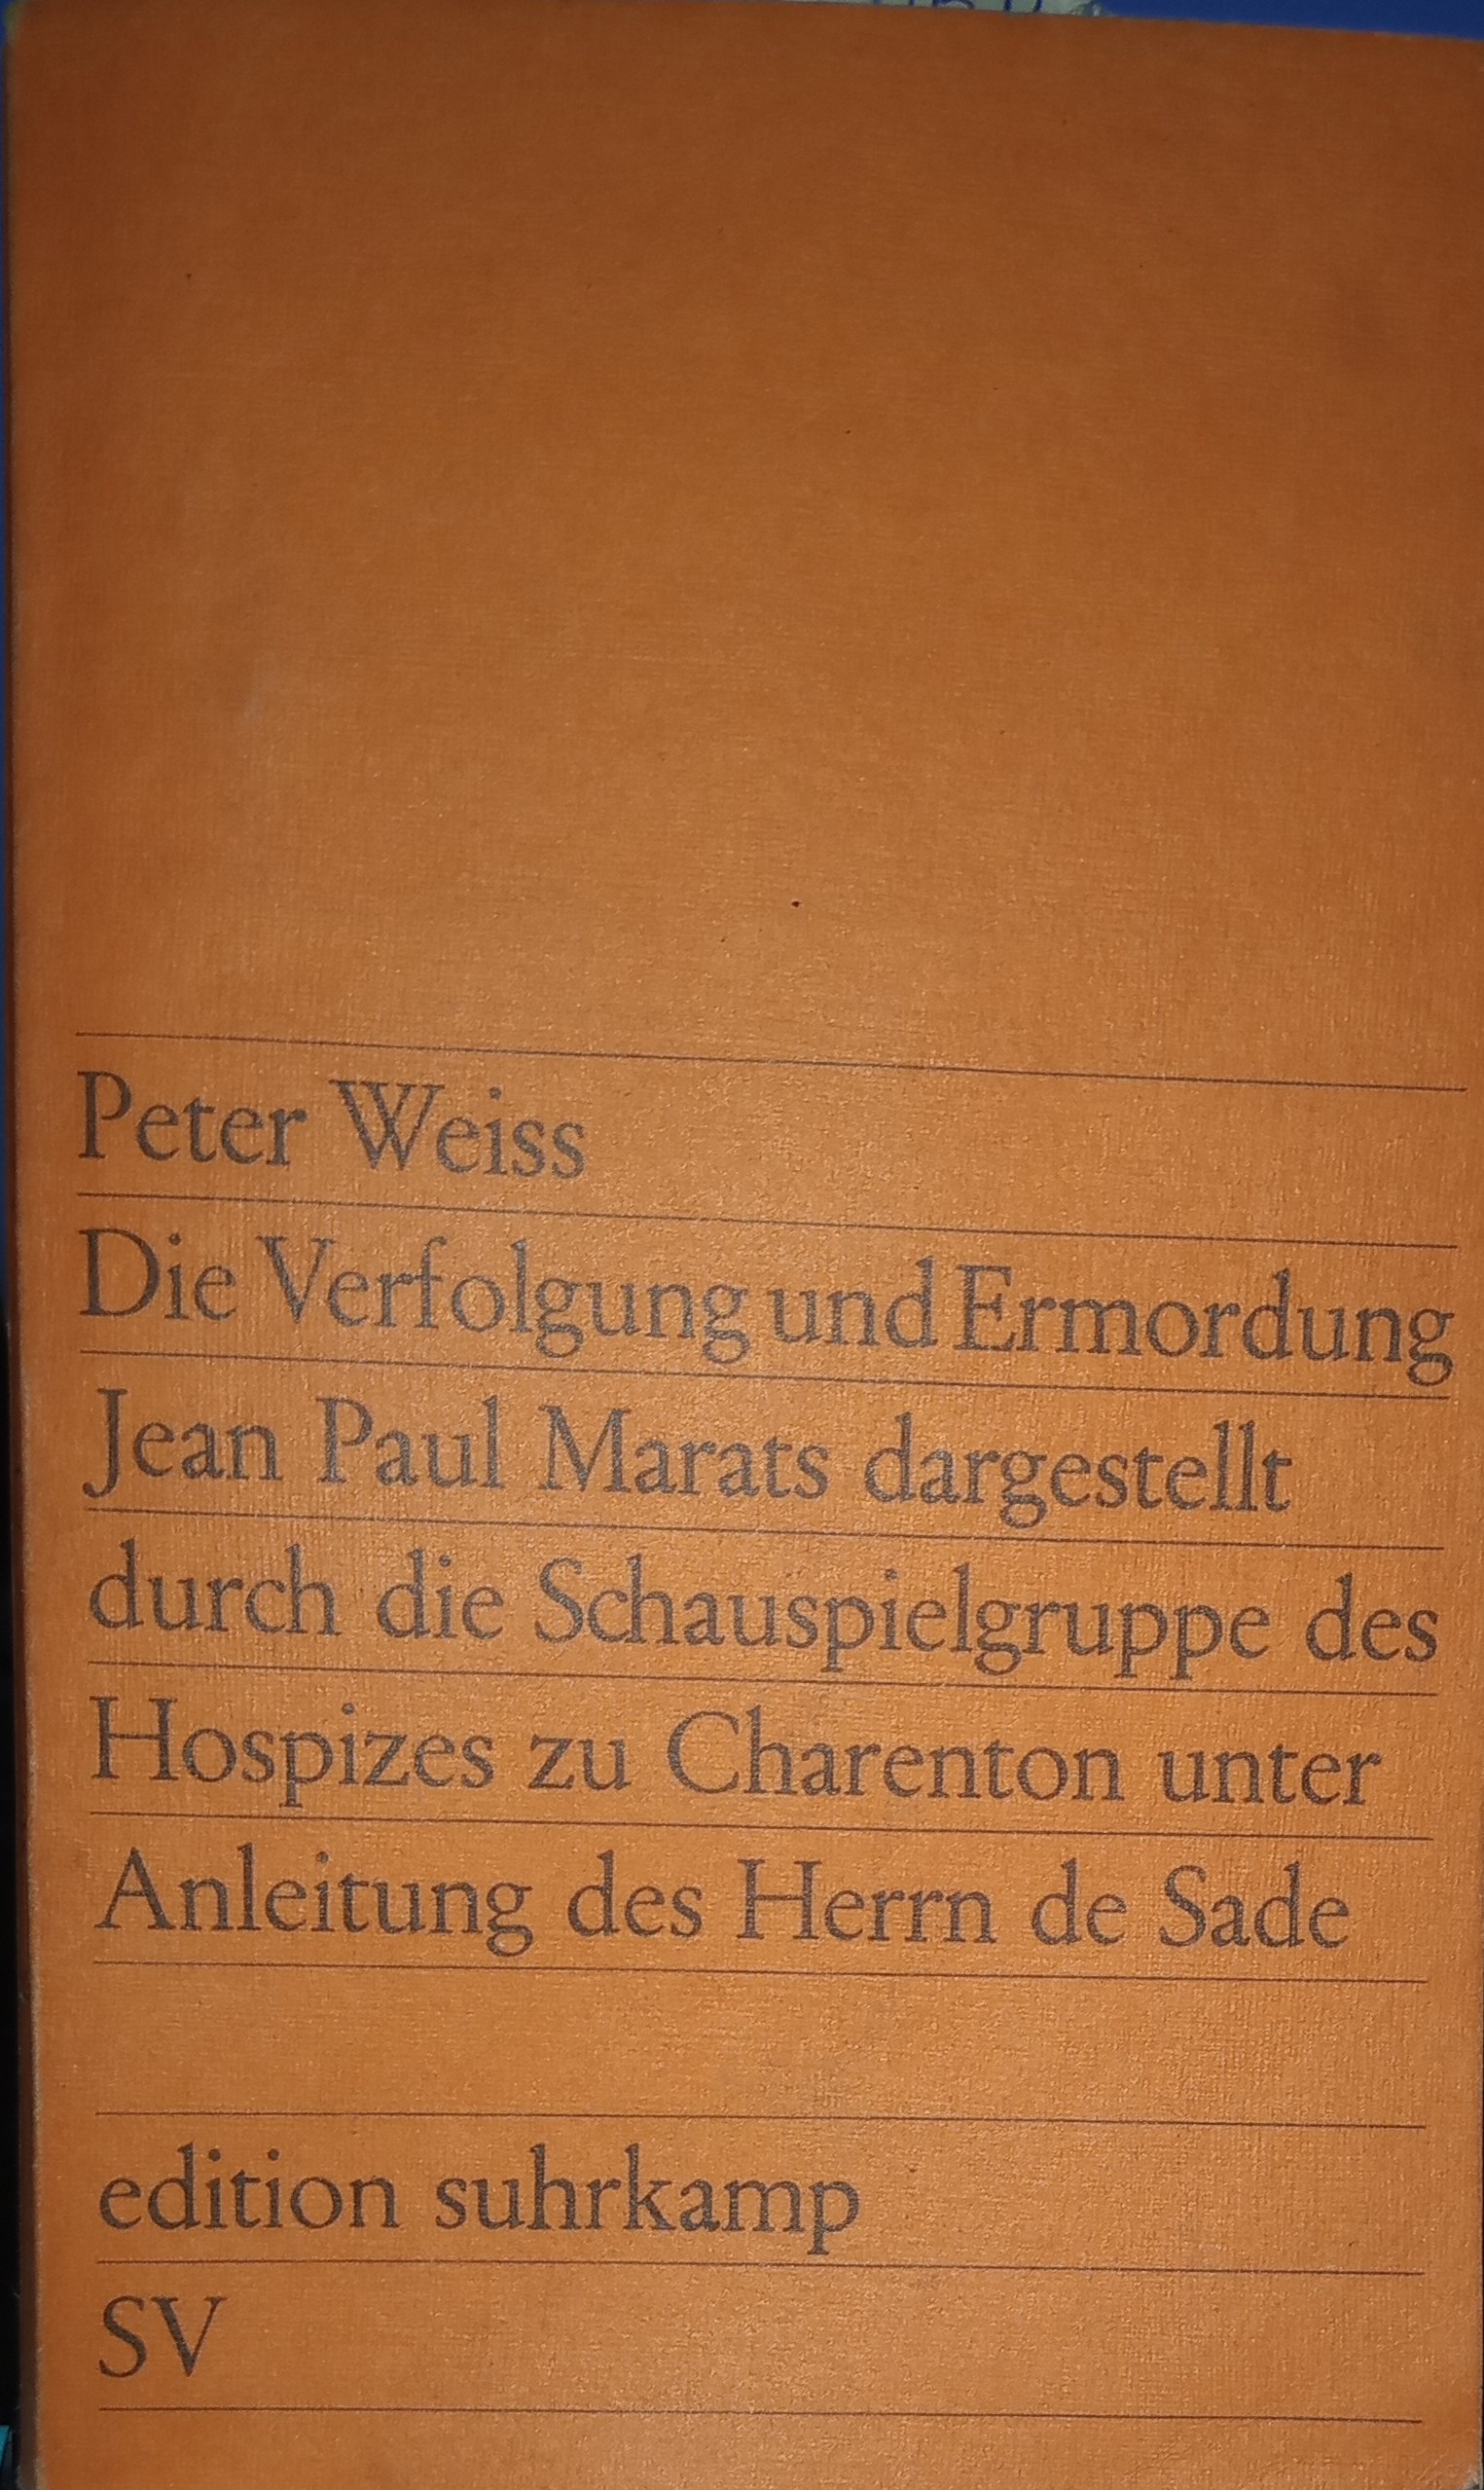 Peter Weiss
Die Verfolgung und Ermordung
Jean Paul Marats dargestellt
durch die Schauspielgruppe des
Hospizes zu Charenton unter
Anleitung des Herrn de Sade
edition suhrkamp
SV